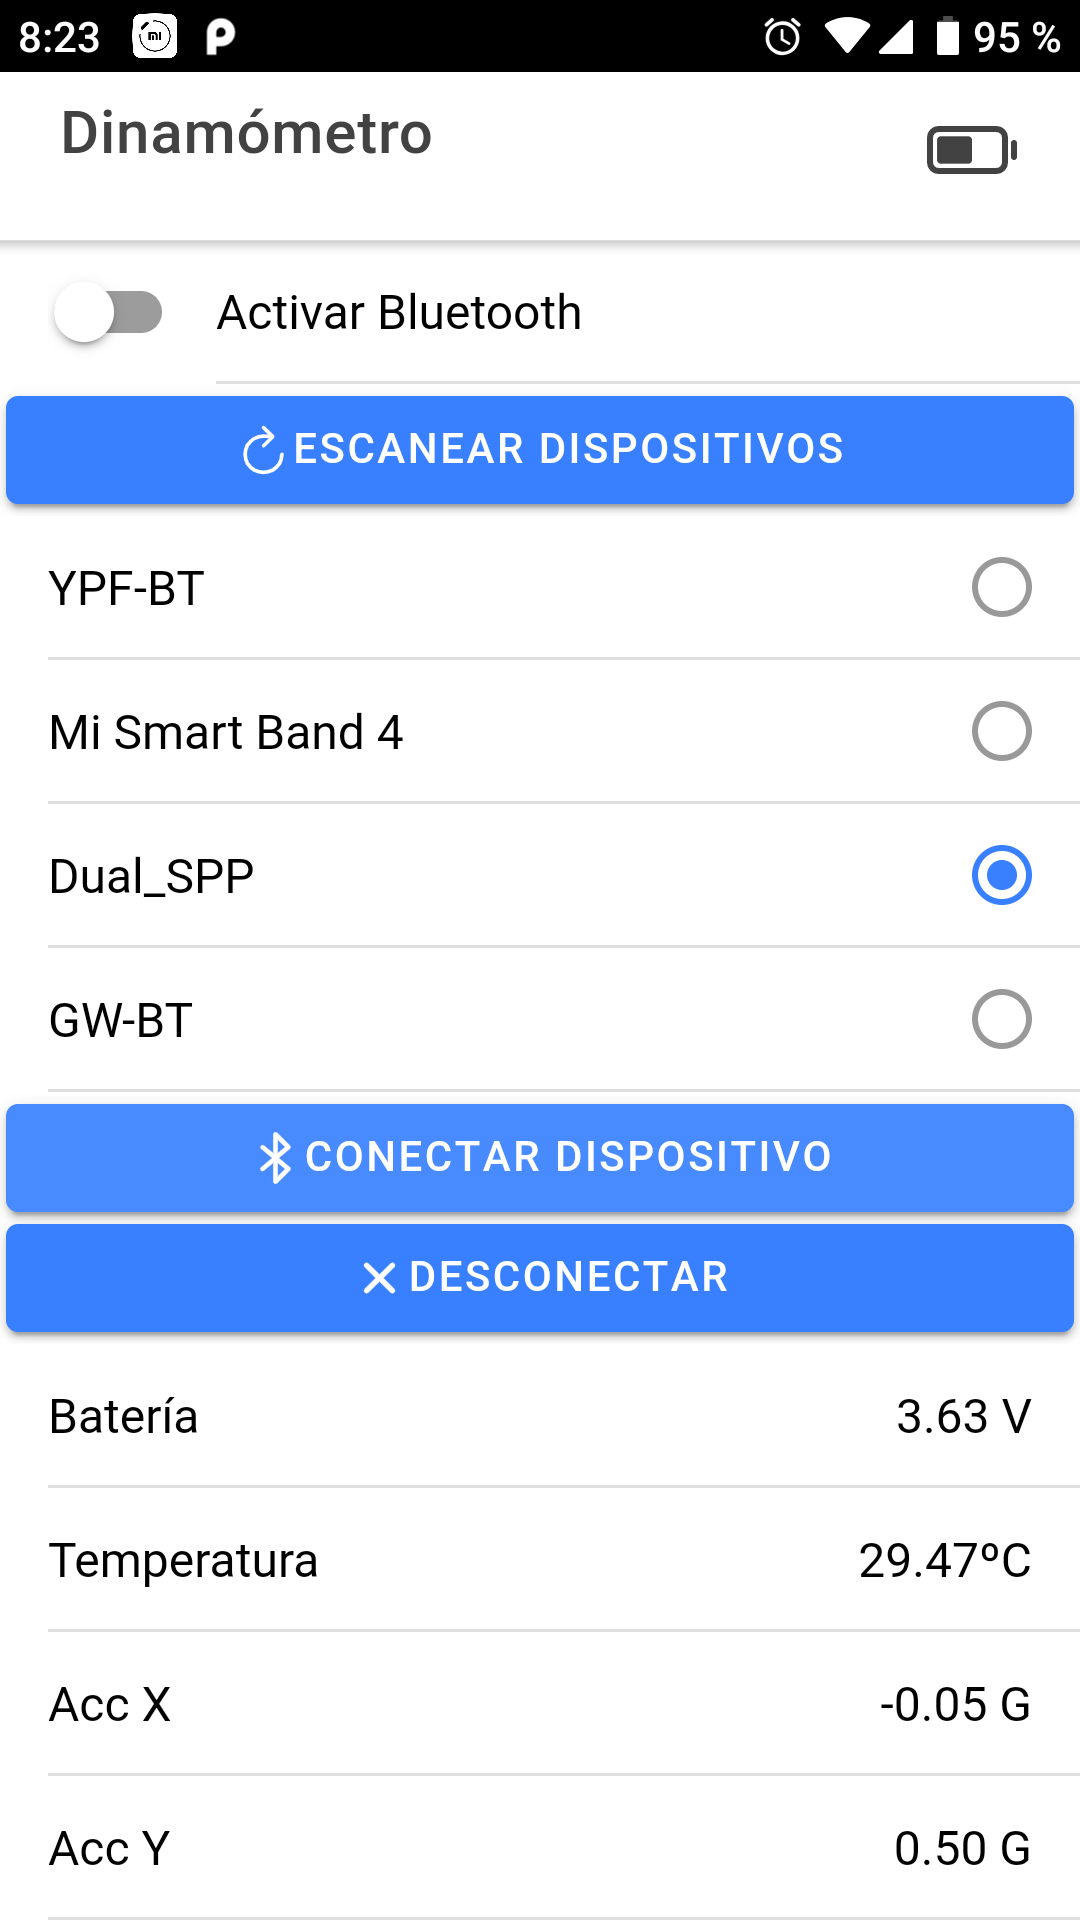 8:23 95 %
Dinamómetro
Activar Bluetooth
ESCANEAR DISPOSITIVOS
YPF-BT
Mi Smart Band 4
Dual_SPP
GW-BT
CONECTAR DISPOSITIVO
DESCONECTAR
Batería 3.63 V
Temperatura 29.47ºC
Acc X -0.05 G
Acc Y 0.50 G